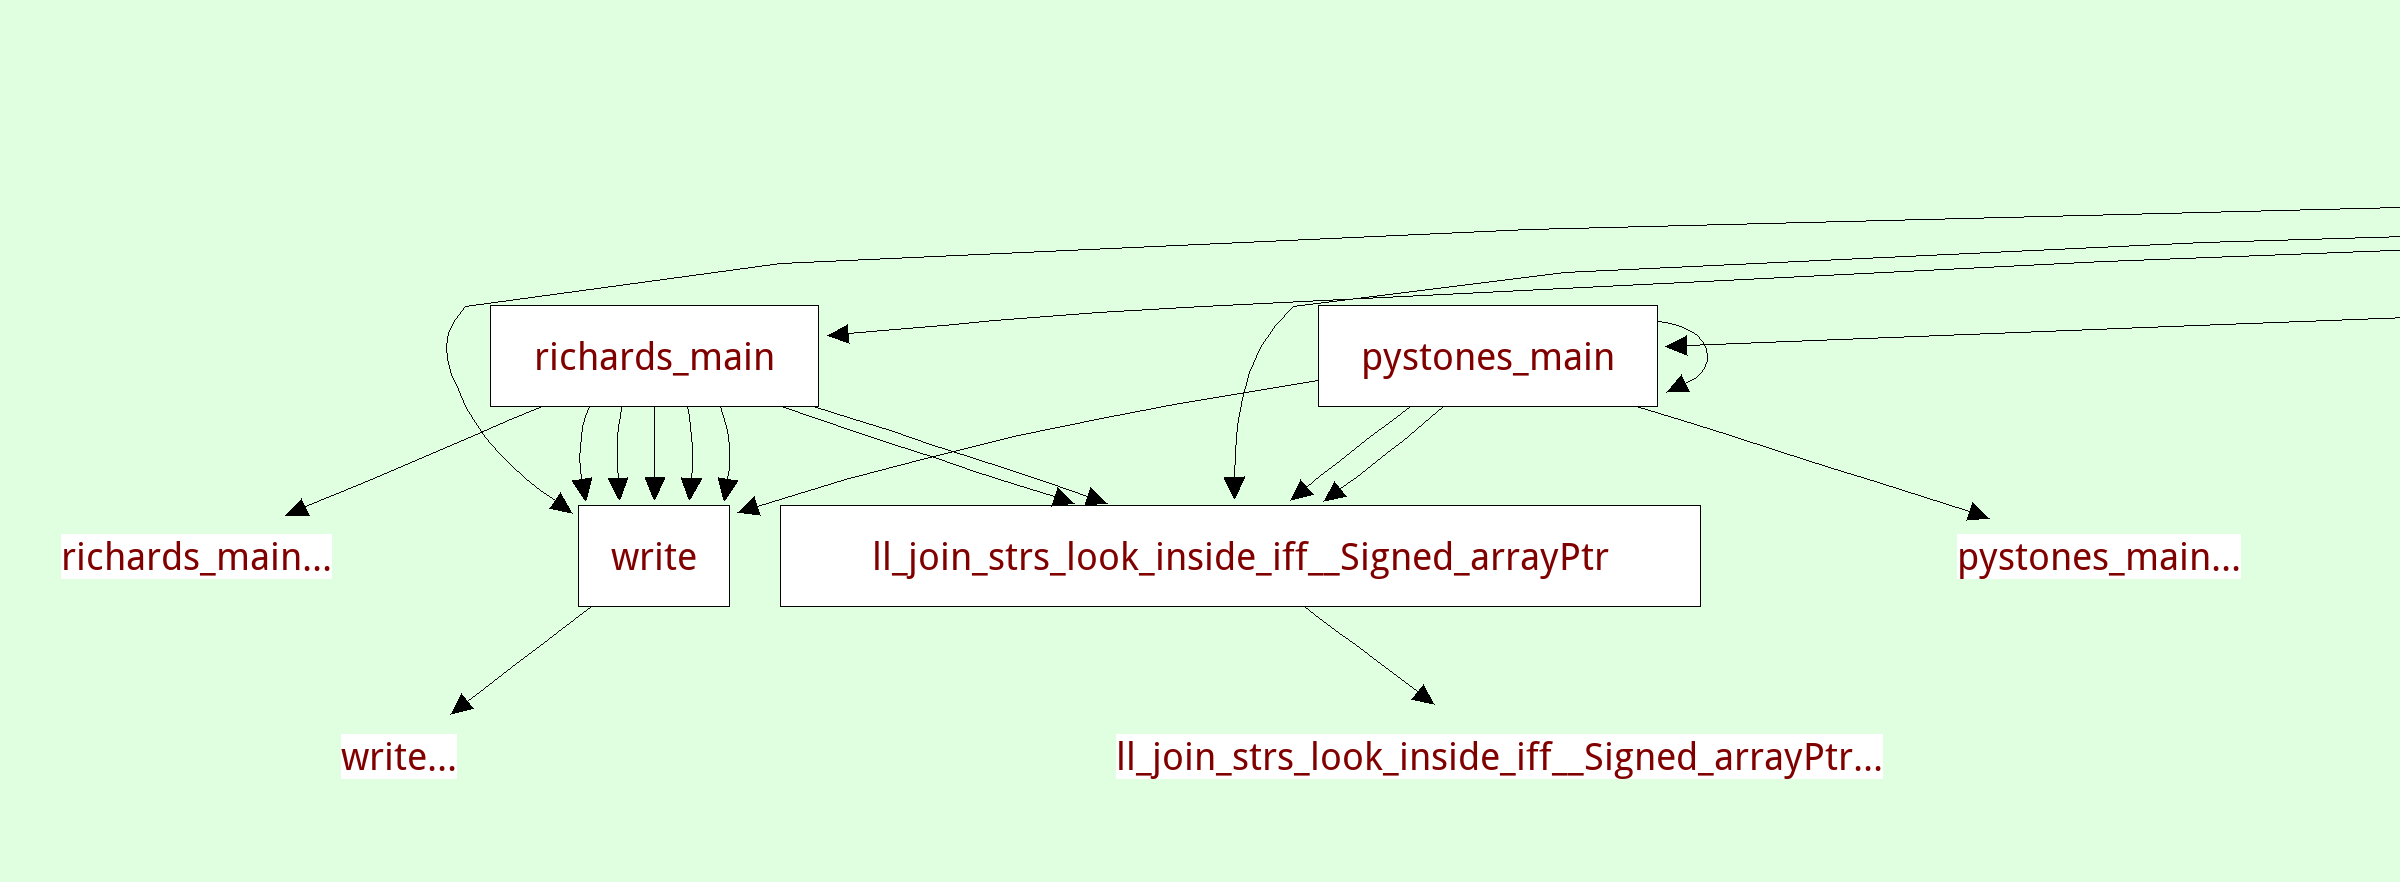 richards_main
pystones_main
richards_main...
write
ll_join_strs_look_inside_iff__Signed_arrayPtr
pystones_main...
write...
ll_join_strs_look_inside_iff__Signed_arrayPtr...